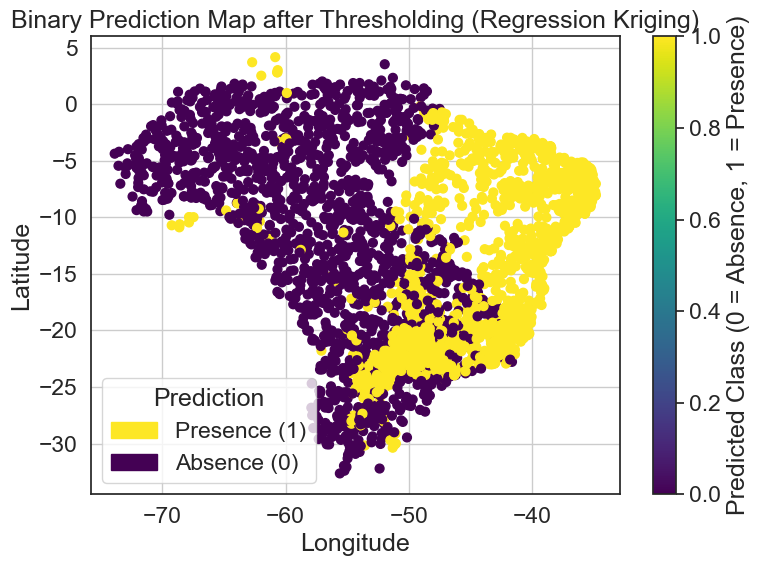 Binary Prediction Map after Thresholding (Regression Kriging)
5
0
−5
−10
−15
−20
−25
−30
Latitude
−70
−60
−50
−40
Longitude
Prediction
Presence (1)
Absence (0)
1.0
0.8
0.6
0.4
0.2
0.0
Predicted Class (0 = Absence, 1 = Presence)